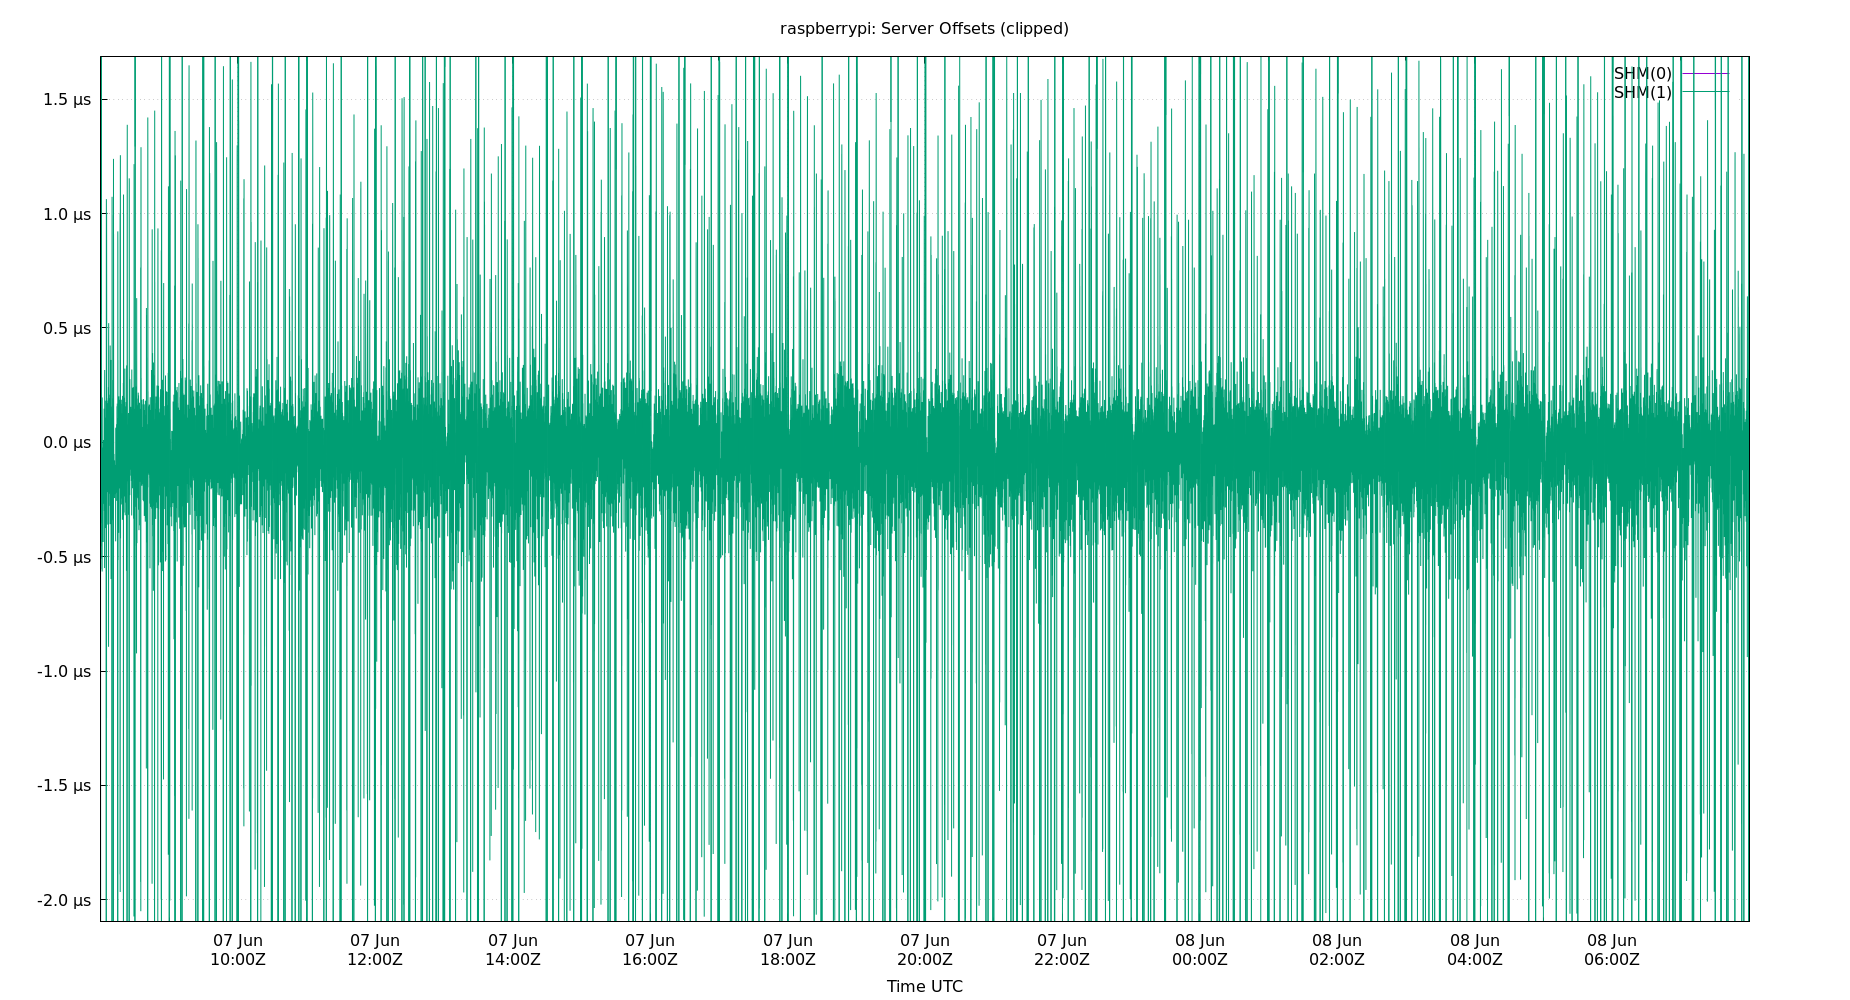 raspberrypi: Server Offsets (clipped)
SHM(0)
SHM(1)
1.5 µs
1.0 µs
0.5 µs
0.0 µs
-0.5 µs
-1.0 µs
-1.5 µs
-2.0 µs
07 Jun 07 Jun 07 Jun 07 Jun 07 Jun 07 Jun 07 Jun 08 Jun 08 Jun 08 Jun 08 Jun
10:00Z 12:00Z 14:00Z 16:00Z 18:00Z 20:00Z 22:00Z 00:00Z 02:00Z 04:00Z 06:00Z
Time UTC